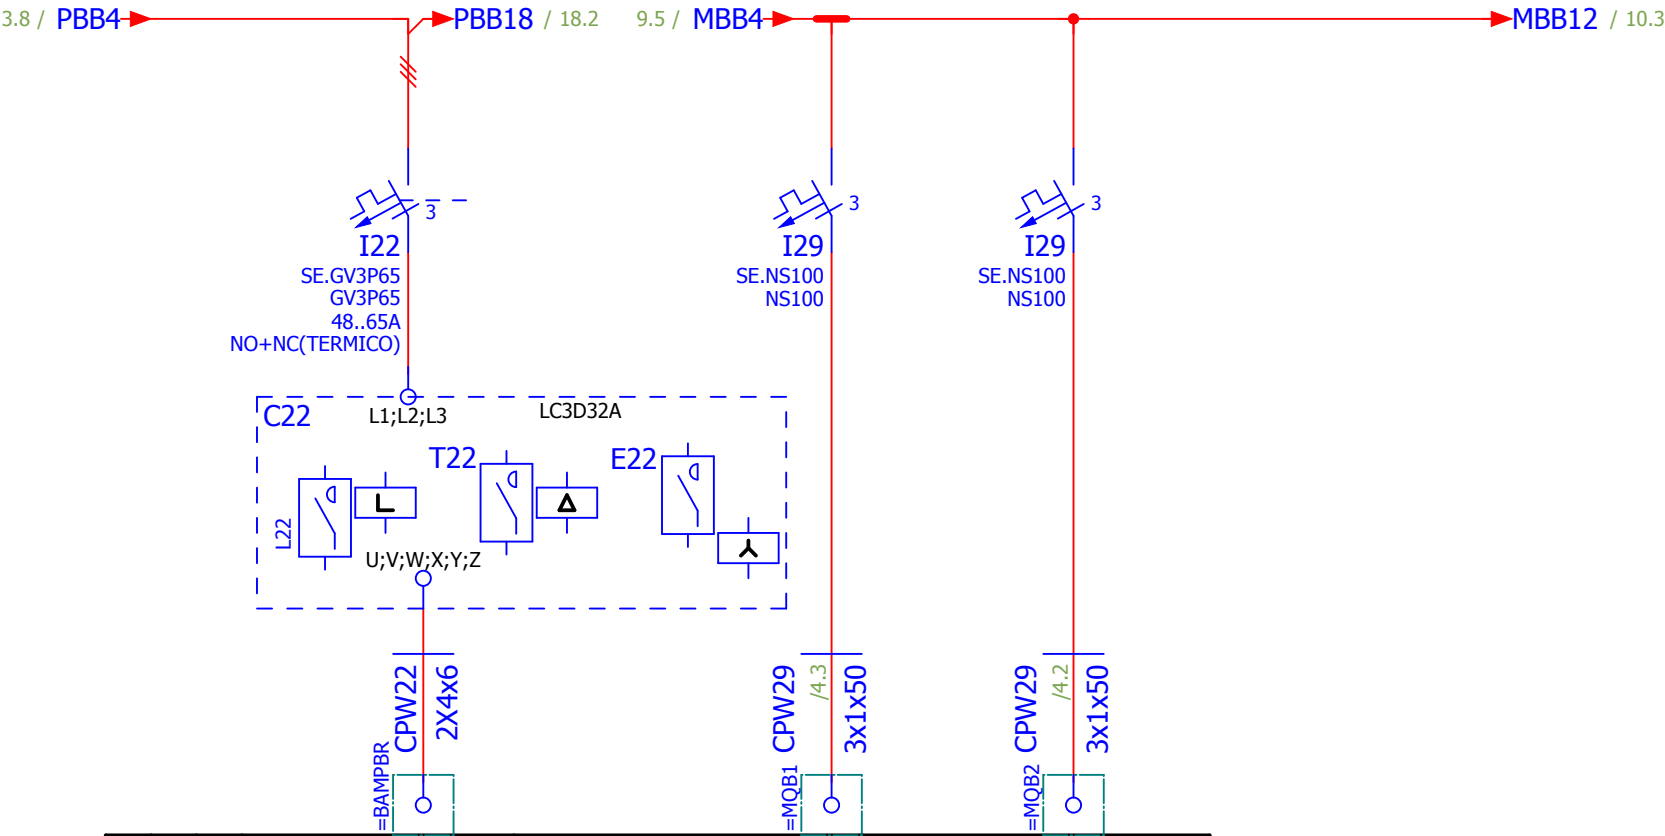 3.8 / PBB4
PBB18 / 18.2
9.5 / MBB4
MBB12 / 10.3
3
I22
SE.GV3P65
GV3P65
48..65A
NO+NC(TERMICO)
3
I29
SE.NS100
NS100
3
I29
SE.NS100
NS100
C22
L1;L2;L3
LC3D32A
T22
E22
L22
U;V;W;X;Y;Z
CPW22
2X4x6
=BAMPBR
CPW29
/4.3
3x1x50
=MQB1
CPW29
/4.2
3x1x50
=MQB2